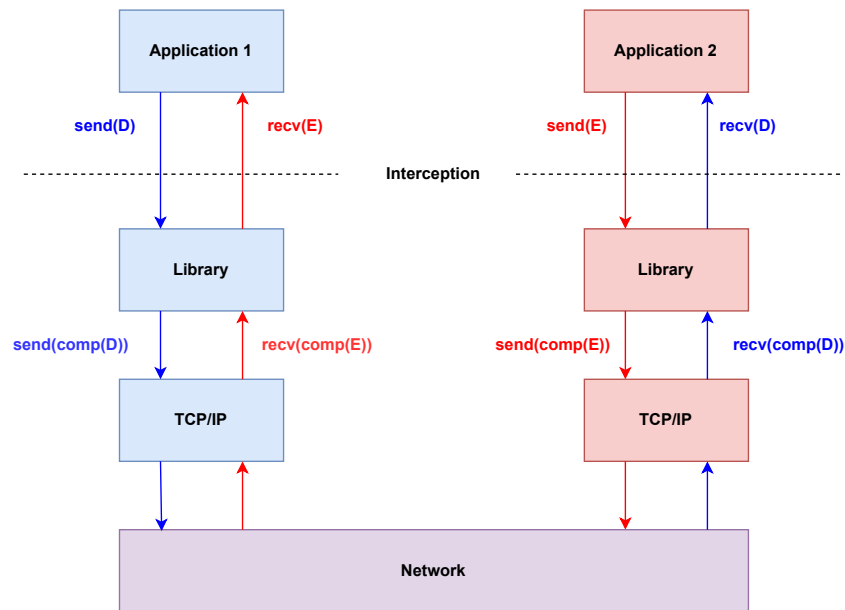 Application 1
Application 2
send(D)
recv(E)
send(E)
recv(D)
Interception
Library
Library
send(comp(D))
recv(comp(E))
send(comp(E))
recv(comp(D))
TCP/IP
TCP/IP
Network